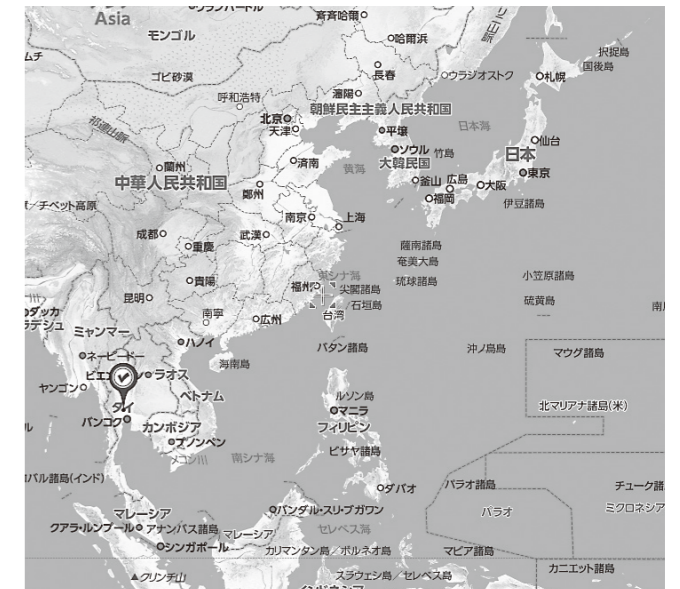 Asia
斉斉哈爾
モンゴル
哈爾浜
択捉島
国後島
長春
ウラジオストク
札幌
ゴビ砂漠
瀋陽
呼和浩特
朝鮮民主主義人民共和国
北京
天津
平壌
日本海
祁連山脈
仙台
ソウル
竹島
日本
済南
大韓民国
蘭州
黄海
東京
中華人民共和国
釜山
広島
大阪
鄭州
福岡
伊豆諸島
チベット高原
南京
上海
成都
武漢
重慶
薩南諸島
奄美大島
貴陽
東シナ海
琉球諸島
小笠原諸島
福州
尖閣諸島
昆明
／石垣島
硫黄島
ダッカ
南寧
広州
台湾
ミャンマー
ハノイ
ネーピードー
バタン諸島
沖ノ鳥島
マウグ諸島
海南島
ラオス
ヤンゴン
ベトナム
ルソン島
タイ
マニラ
北マリアナ諸島(米)
バンコク
カンボジア
フィリピン
プノンペン
メコン川
南シナ海
ビサヤ諸島
バル諸島(インド)
ダバオ
パラオ諸島
チューク諸
マレーシア
バンダル・スリ・ブガワン
パラオ
ミクロネシア
クアラ・ルンプール
アナンバス諸島
マレーシア
セレベス海
シンガポール
カリマンタン島／ボルネオ島
マピア諸島
カニエット諸島
▲クリンチ山
スラウェシ島／セレベス島